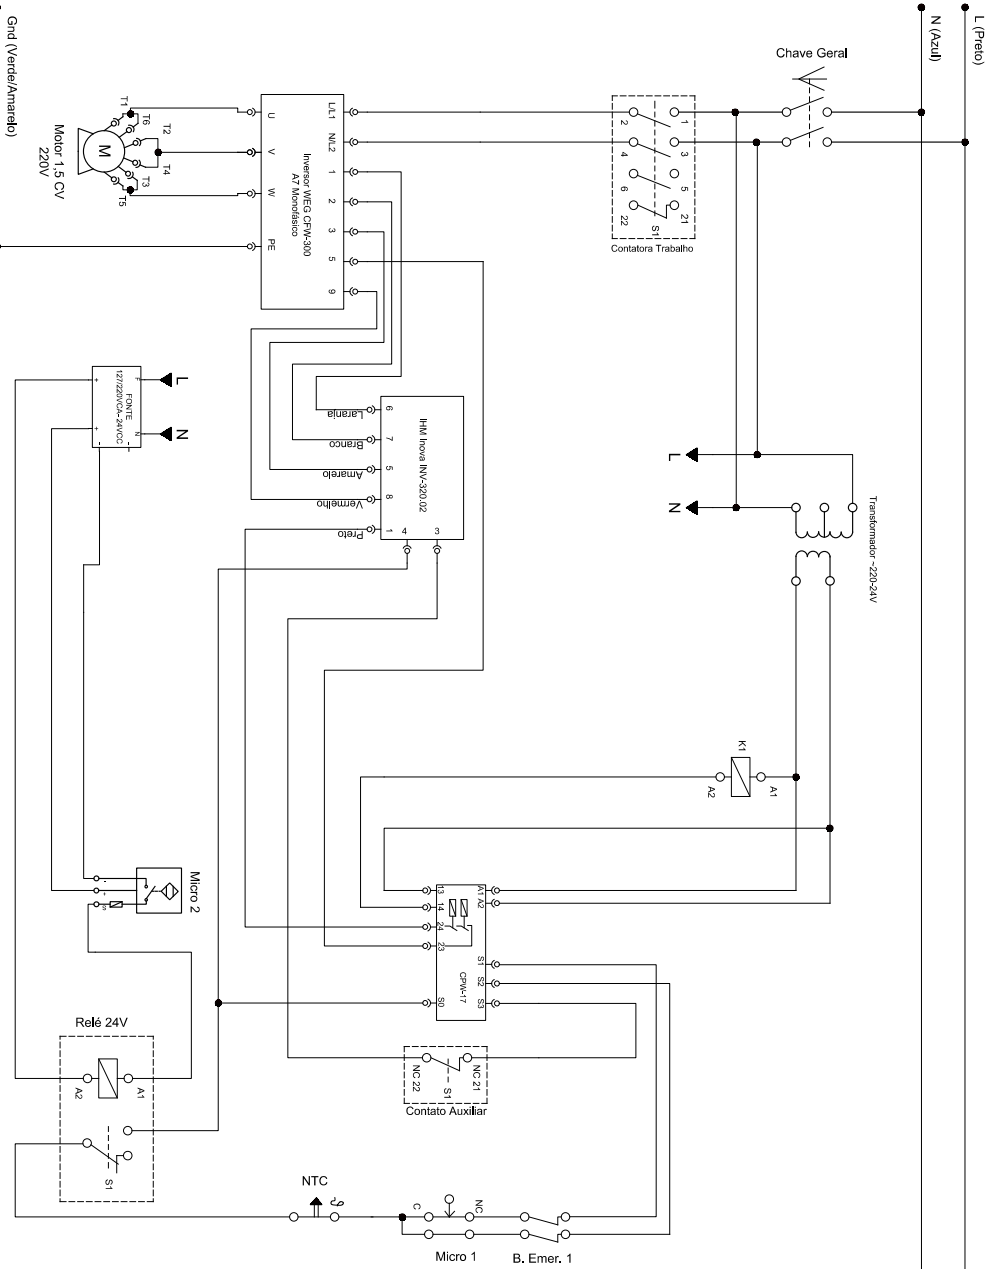 L (Preto)
N (Azul)
Gnd (Verde/Amarelo)
Chave Geral
1
3
5
21
2
4
6
22
S1
Contatora Trabalho
L/L1
N/L2
1
2
3
5
9
Inversor WEG CFW-300
A7 Monofásico
U
V
W
PE
T1
T6
T2
T4
T3
T5
M
Motor 1,5 CV
220V
L
N
F
N
FONTE
127/220VCA- 24VCC
+
+
-
-
IHM Inova INV-320.02
6
7
5
8
1
4
3
Laranja
Branco
Amarelo
Vermelho
Preto
L
N
Transformador ~220-24V
K1
A1
A2
A1
A2
13
14
24
23
S1
S2
S3
S0
CPW-17
Micro 2
-
+
S
Relé 24V
A1
A2
S1
NC 21
NC 22
S1
Contato Auxiliar
NTC
C
NC
Micro 1
B. Emer. 1